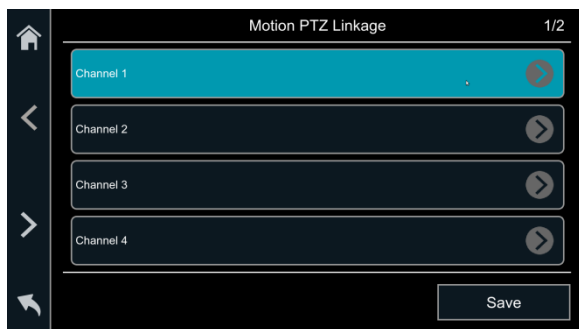 Motion PTZ Linkage 1/2
Channel 1
Channel 2
Channel 3
Channel 4
Save